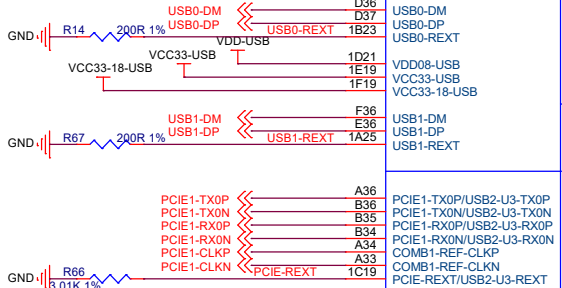 USB0-DM D36 USB0-DM
USB0-DP D37 USB0-DP
GND R14 200R 1% USB0-REXT 1B23 USB0-REXT
VDD-USB
VCC33-USB 1D21 VDD08-USB
VCC33-18-USB 1E19 VCC33-USB
1F19 VCC33-18-USB
USB1-DM F36 USB1-DM
USB1-DP E36 USB1-DP
GND R67 200R 1% USB1-REXT 1A25 USB1-REXT
PCIE1-TX0P A36 PCIE1-TX0P/USB2-U3-TX0P
PCIE1-TX0N B36 PCIE1-TX0N/USB2-U3-TX0N
PCIE1-RX0P B35 PCIE1-RX0P/USB2-U3-RX0P
PCIE1-RX0N B34 PCIE1-RX0N/USB2-U3-RX0N
PCIE1-CLKP A34 COMB1-REF-CLKP
PCIE1-CLKN A33 COMB1-REF-CLKN
GND R66 PCIE-REXT 1C19 PCIE-REXT/USB2-U3-REXT
3.01K 1%